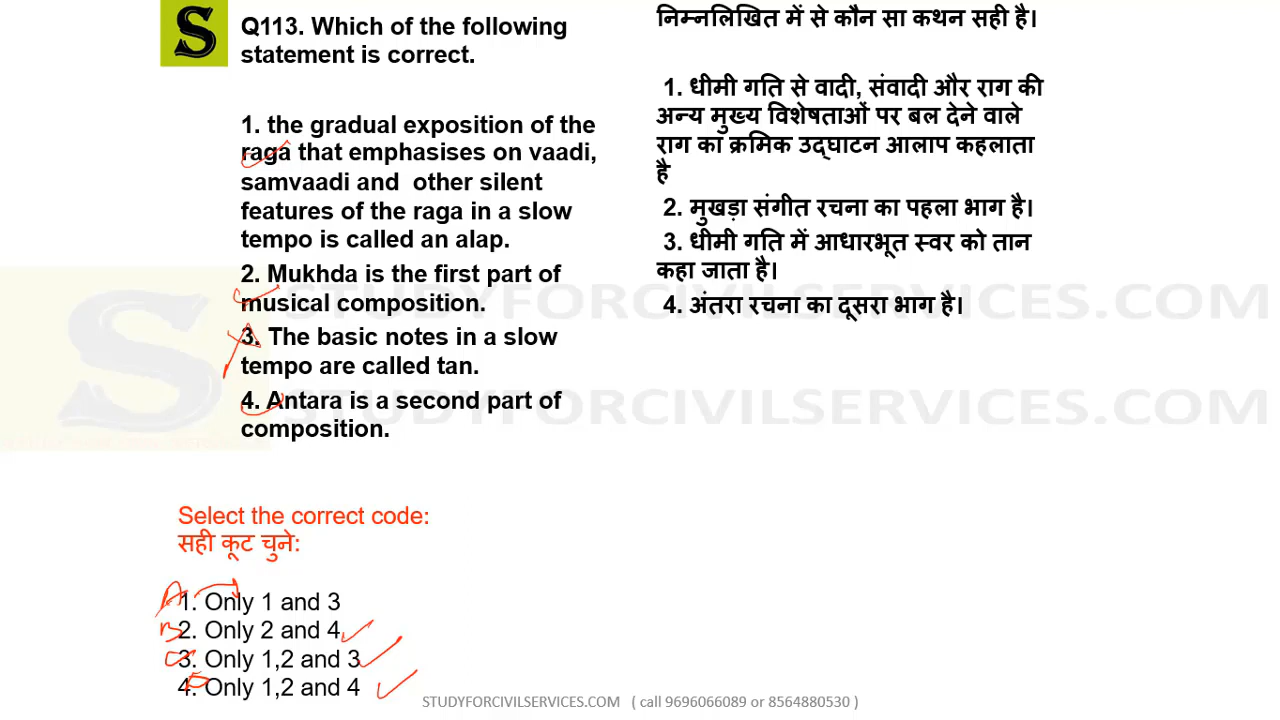 S
Q113. Which of the following
statement is correct.
1. the gradual exposition of the
raga that emphasises on vaadi,
samvaadi and other silent
features of the raga in a slow
tempo is called an alap.
2. Mukhda is the first part of
musical composition.
3. The basic notes in a slow
tempo are called tan.
4. Antara is a second part of
composition.
निम्नलिखित में से कौन सा कथन सही है।
1. धीमी गति से वादी, संवादी और राग की
अन्य मुख्य विशेषताओं पर बल देने वाले
राग का क्रमिक उद्घाटन आलाप कहलाता
है
2. मुखड़ा संगीत रचना का पहला भाग है।
3. धीमी गति में आधारभूत स्वर को तान
कहा जाता है।
4. अंतरा रचना का दूसरा भाग है।
STUDYFORCIVILSERVICES.COM
STUDYFORCIVILSERVICES.COM
Select the correct code:
सही कूट चुने:
A 1. Only 1 and 3
B 2. Only 2 and 4
C 3. Only 1,2 and 3
D 4. Only 1,2 and 4
STUDYFORCIVILSERVICES.COM ( call 9696066089 or 8564880530 )